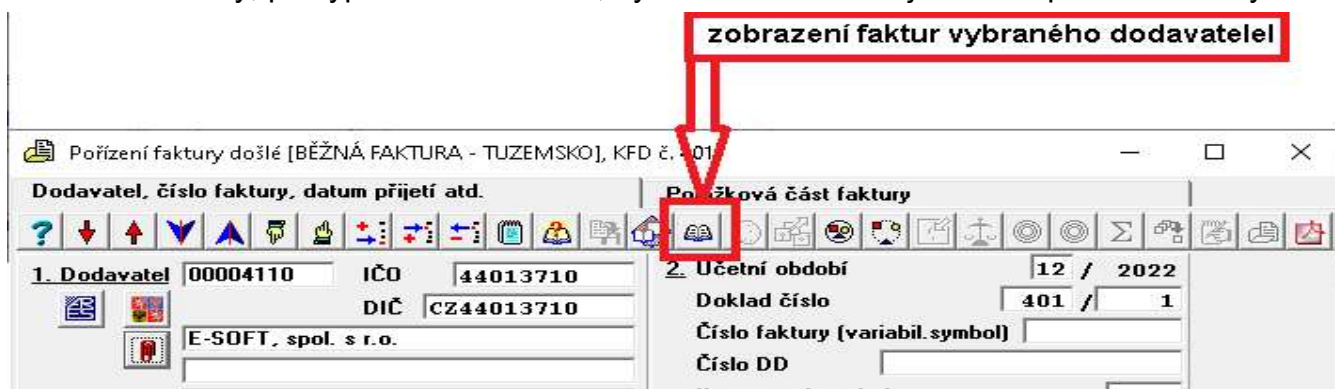 zobrazení faktur vybraného dodavatelel
Pořízení faktury došlé [BĚŽNÁ FAKTURA - TUZEMSKO], KFD č. 401
Dodavatel, číslo faktury, datum přijetí atd.
Položková část faktury
1. Dodavatel 00004110 IČO 44013710
DIČ CZ44013710
E-SOFT, spol. s r.o.
2. Účetní období 12 / 2022
Doklad číslo 401 / 1
Číslo faktury (variabil.symbol)
Číslo DD